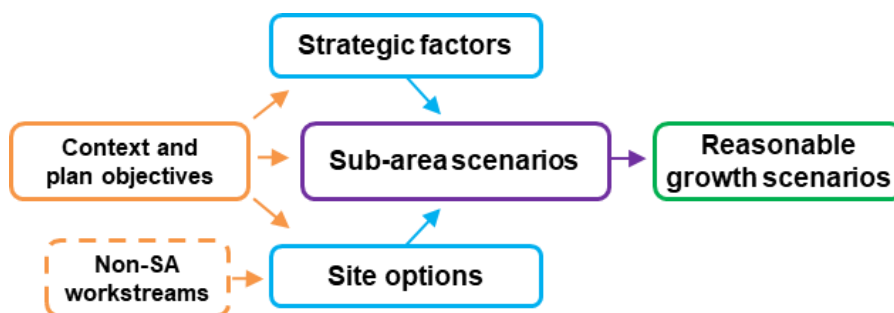 Strategic factors
Context and
plan objectives
Sub-area scenarios
Reasonable
growth scenarios
Non-SA
workstreams
Site options